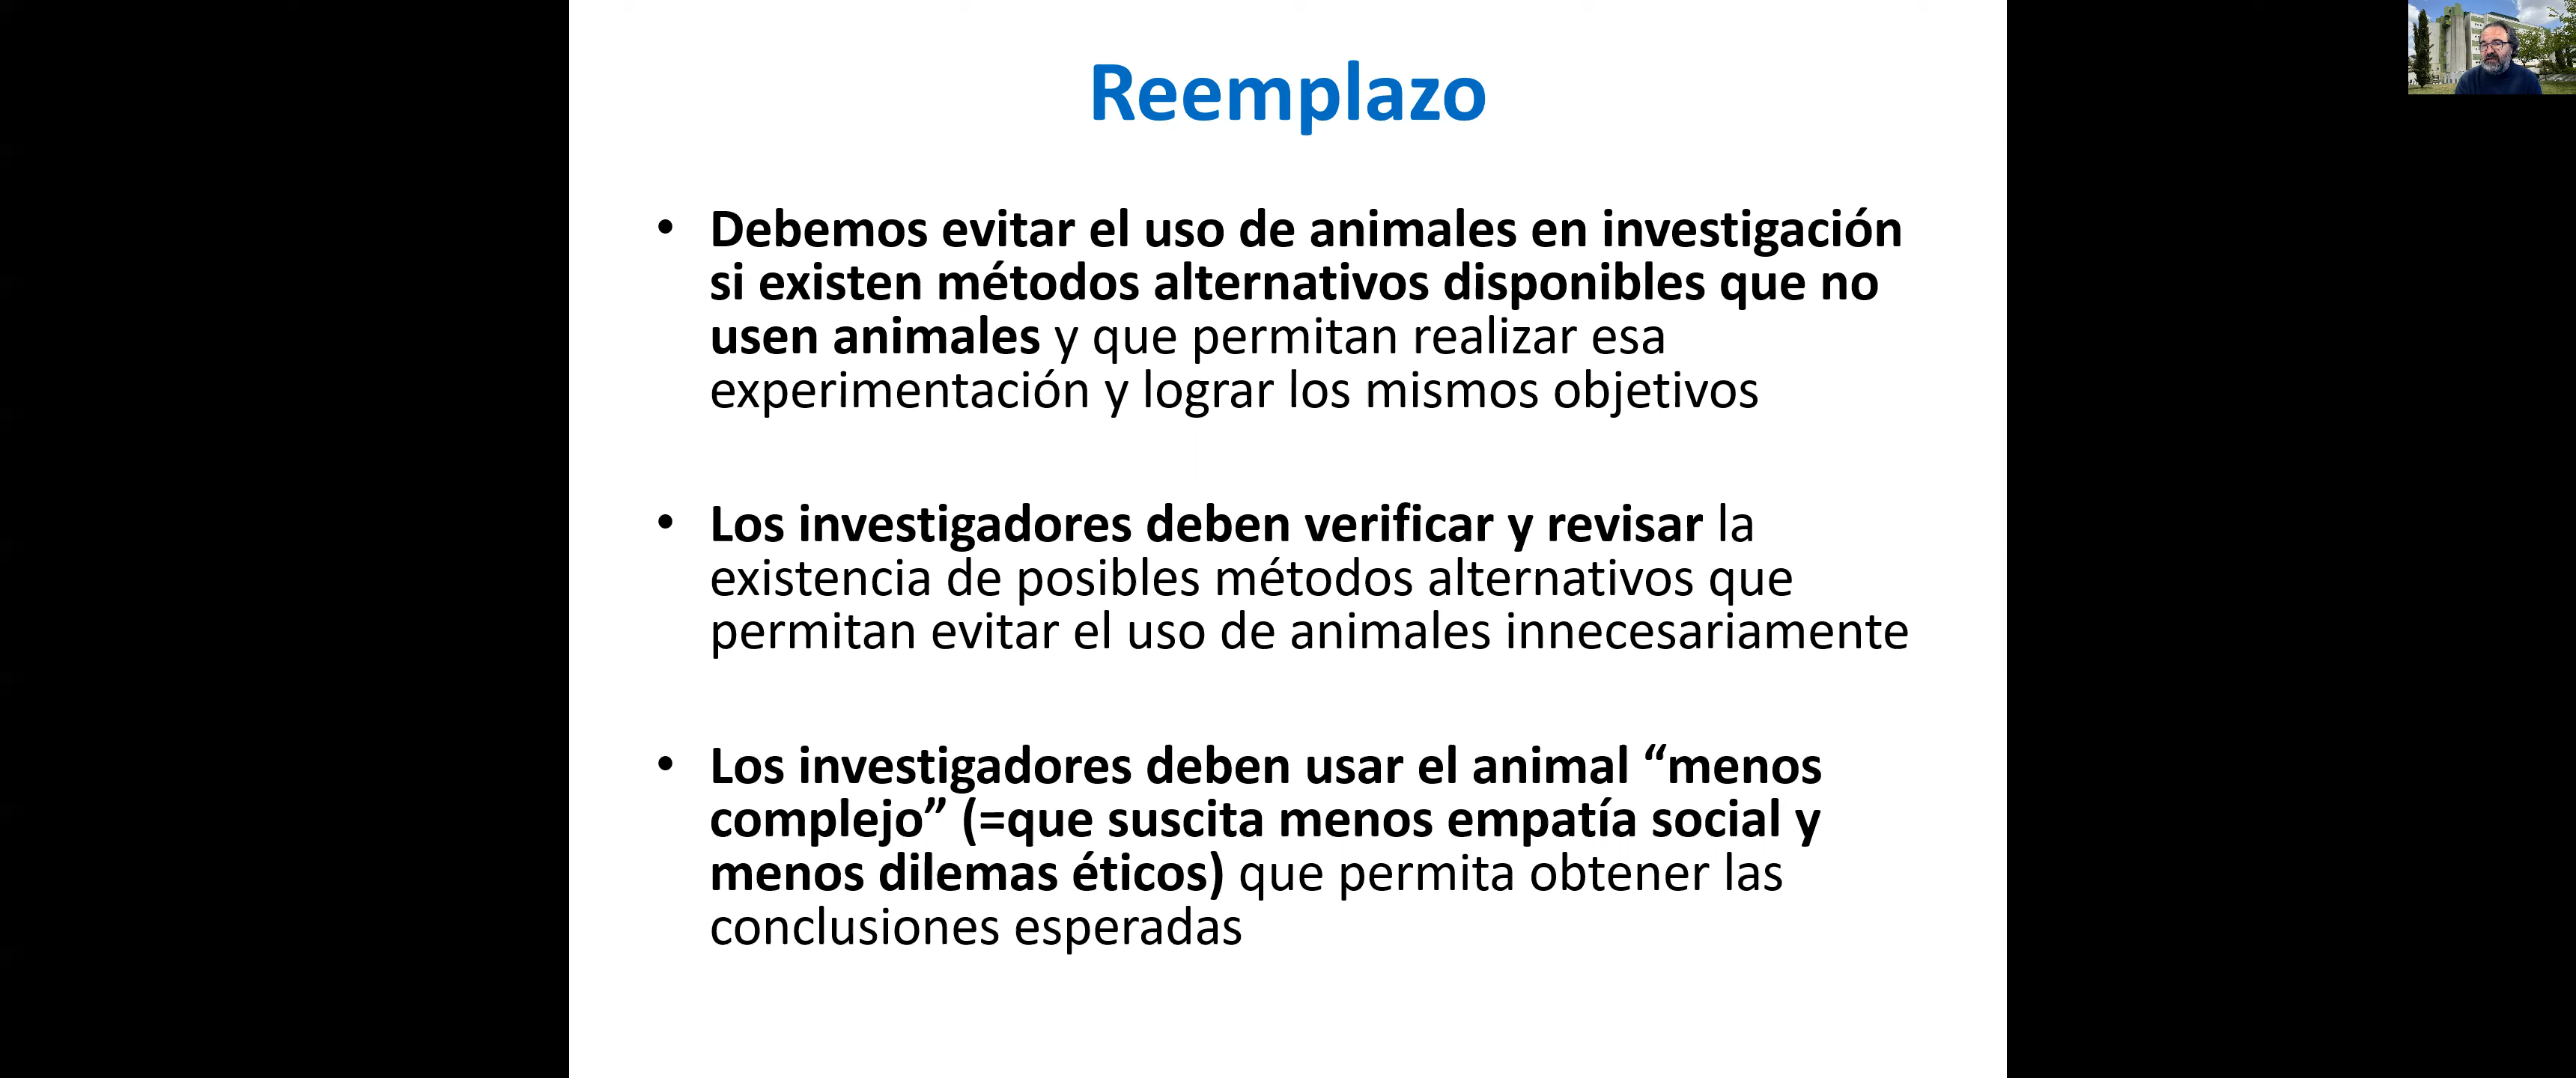 Reemplazo
• Debemos evitar el uso de animales en investigación
si existen métodos alternativos disponibles que no
usen animales y que permitan realizar esa
experimentación y lograr los mismos objetivos
• Los investigadores deben verificar y revisar la
existencia de posibles métodos alternativos que
permitan evitar el uso de animales innecesariamente
• Los investigadores deben usar el animal “menos
complejo” (=que suscita menos empatía social y
menos dilemas éticos) que permita obtener las
conclusiones esperadas